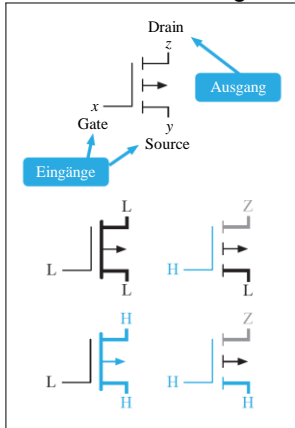 Drain
z
Ausgang
x
Gate
y
Source
Eingänge
L Z
L H
L L
H Z
L H
H H